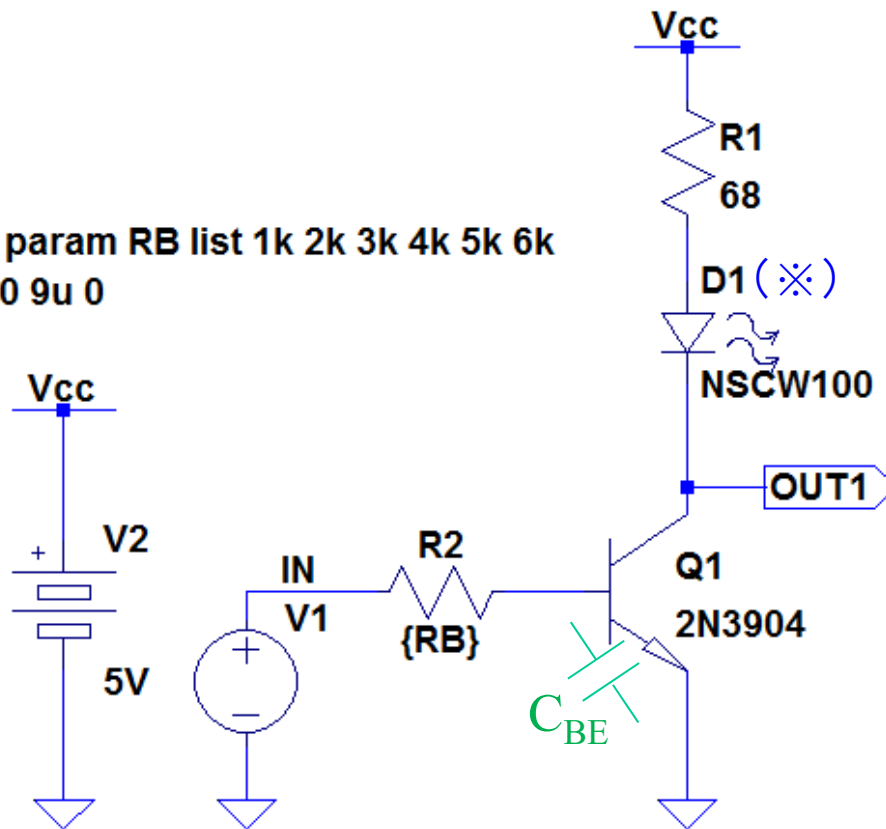 Vcc
R1
68
param RB list 1k 2k 3k 4k 5k 6k
0 9u 0
D1(※)
NSCW100
Vcc
OUT1
+
V2
5V
IN
V1
+
−
R2
{RB}
Q1
2N3904
CBE